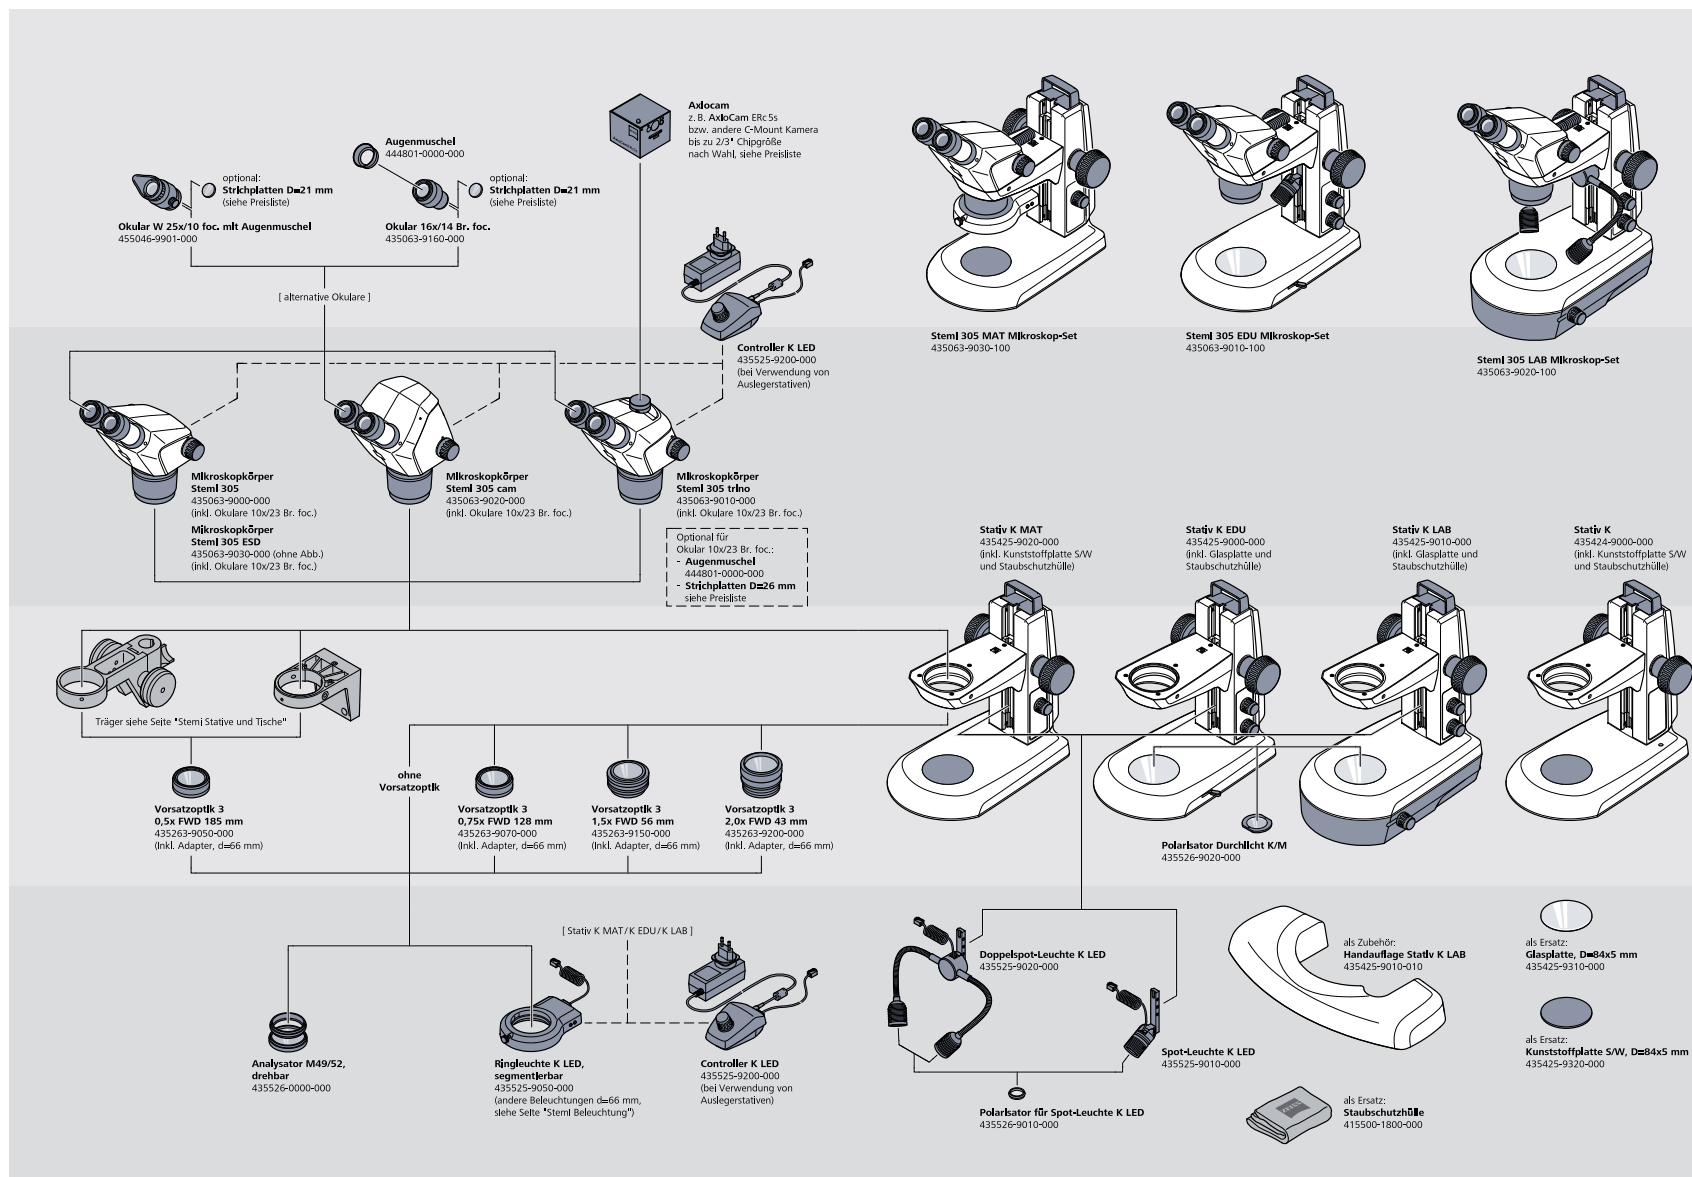 Axiocam
z. B. AxioCam ERc 5s
bzw. andere C-Mount Kamera
bis zu 2/3" Chipgröße
nach Wahl, siehe Preisliste
Augenmuschel
444801-0000-000
optional:
Strichplatten D=21 mm
(siehe Preisliste)
optional:
Strichplatten D=21 mm
(siehe Preisliste)
Okular W 25x/10 foc. mit Augenmuschel
455046-9901-000
Okular 16x/14 Br. foc.
435063-9160-000
[ alternative Okulare ]
Controller K LED
435525-9200-000
(bei Verwendung von
Auslegerstativen)
Stemi 305 MAT Mikroskop-Set
435063-9030-100
Stemi 305 EDU Mikroskop-Set
435063-9010-100
Stemi 305 LAB Mikroskop-Set
435063-9020-100
Mikroskopkörper
Stemi 305
435063-9000-000
(inkl. Okulare 10x/23 Br. foc.)
Mikroskopkörper
Stemi 305 ESD
435063-9030-000 (ohne Abb.)
(inkl. Okulare 10x/23 Br. foc.)
Mikroskopkörper
Stemi 305 cam
435063-9020-000
(inkl. Okulare 10x/23 Br. foc.)
Mikroskopkörper
Stemi 305 trino
435063-9010-000
(inkl. Okulare 10x/23 Br. foc.)
Optional für
Okular 10x/23 Br. foc.:
- Augenmuschel
444801-0000-000
- Strichplatten D=26 mm
siehe Preisliste
Stativ K MAT
435425-9020-000
(inkl. Kunststoffplatte S/W
und Staubschutzhülle)
Stativ K EDU
435425-9000-000
(inkl. Glasplatte und
Staubschutzhülle)
Stativ K LAB
435425-9010-000
(inkl. Glasplatte und
Staubschutzhülle)
Stativ K
435424-9000-000
(inkl. Kunststoffplatte S/W
und Staubschutzhülle)
Träger siehe Seite "Stemi Stative und Tische"
ohne
Vorsatzoptik
Vorsatzoptik 3
0,5x FWD 185 mm
435263-9050-000
(Inkl. Adapter, d=66 mm)
Vorsatzoptik 3
0,75x FWD 128 mm
435263-9070-000
(Inkl. Adapter, d=66 mm)
Vorsatzoptik 3
1,5x FWD 56 mm
435263-9150-000
(Inkl. Adapter, d=66 mm)
Vorsatzoptik 3
2,0x FWD 43 mm
435263-9200-000
(Inkl. Adapter, d=66 mm)
Polarisator Durchlicht K/M
435526-9020-000
[ Stativ K MAT / K EDU / K LAB ]
Analysator M49/52,
drehbar
435526-0000-000
Ringleuchte K LED,
segmentierbar
435525-9050-000
(andere Beleuchtungen d=66 mm,
siehe Seite "Stemi Beleuchtung")
Controller K LED
435525-9200-000
(bei Verwendung von
Auslegerstativen)
Doppelspot-Leuchte K LED
435525-9020-000
Spot-Leuchte K LED
435525-9010-000
Polarisator für Spot-Leuchte K LED
435526-9010-000
als Zubehör:
Handauflage Stativ K LAB
435425-9010-010
als Ersatz:
Glasplatte, D=84x5 mm
435425-9310-000
als Ersatz:
Kunststoffplatte S/W, D=84x5 mm
435425-9320-000
als Ersatz:
Staubschutzhülle
415500-1800-000